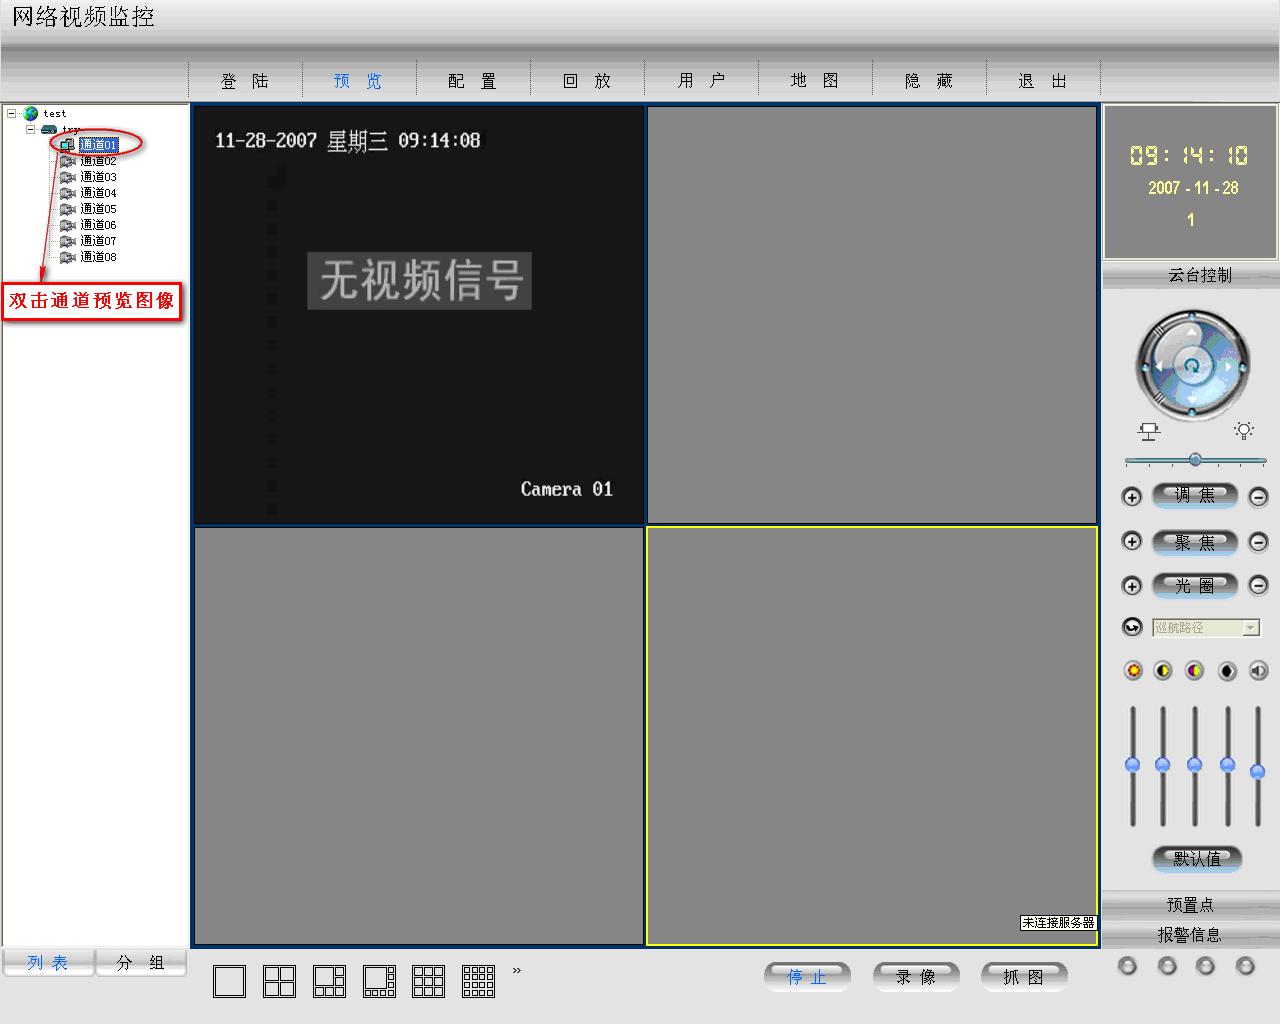 网络视频监控
登 陆 预 览 配 置 回 放 用 户 地 图 隐 藏 退 出
test
try
通道01
通道02
通道03
通道04
通道05
通道06
通道07
通道08
双击通道预览图像
列 表 分 组
11-28-2007 星期三 09:14:08
无视频信号
Camera 01
未连接服务器
»
停 止 录 像 抓 图
09:14:10
2007 - 11 - 28
1
云台控制
调 焦
聚 焦
光 圈
巡航路径
默认值
预置点
报警信息